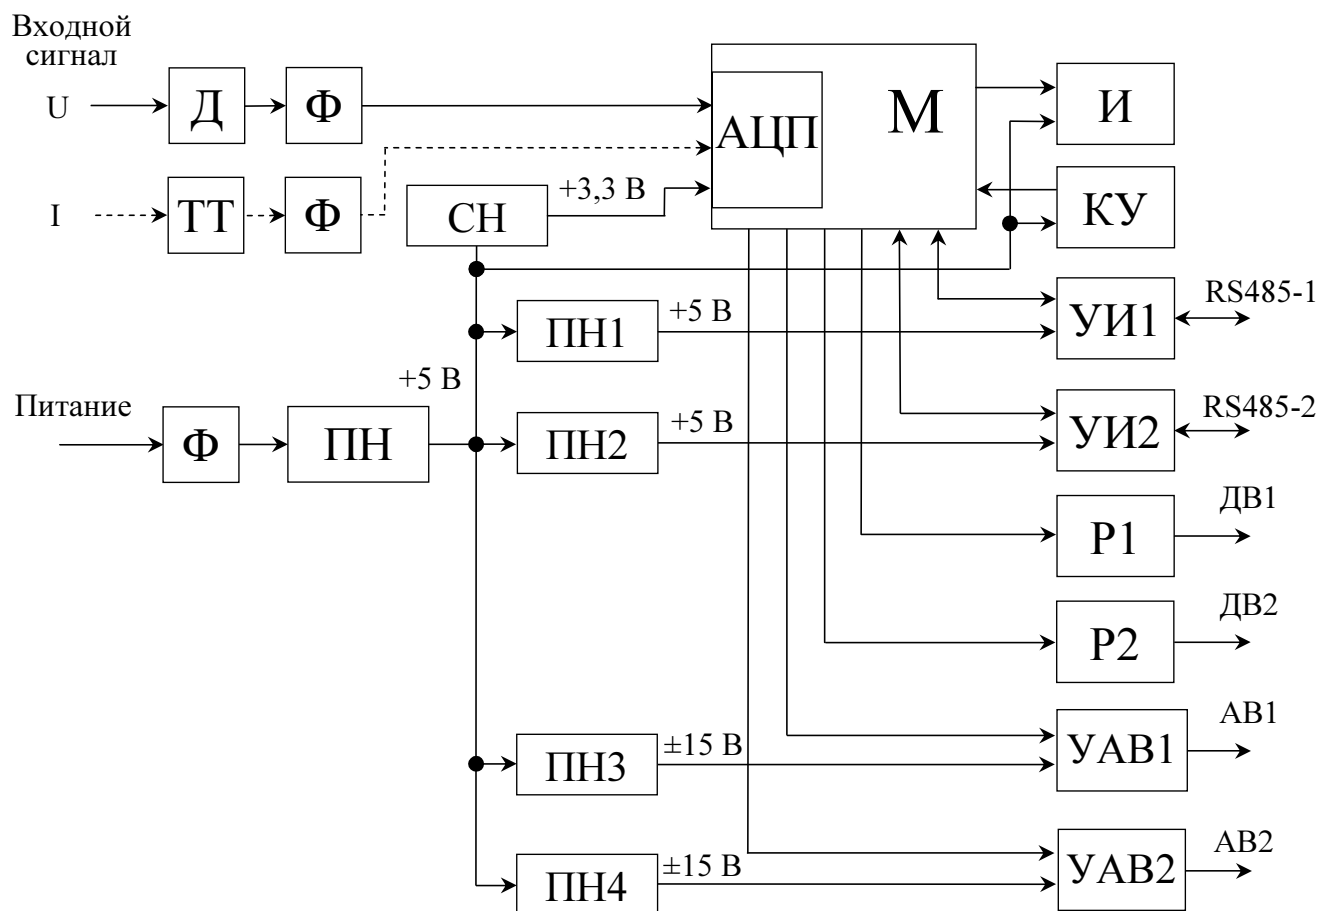 Входной
сигнал
U
Д
Ф
АЦП
М
И
I
ТТ
Ф
СН
+3,3 В
КУ
ПН1
+5 В
УИ1
RS485-1
+5 В
Питание
Ф
ПН
ПН2
+5 В
УИ2
RS485-2
Р1
ДВ1
Р2
ДВ2
ПН3
±15 В
УАВ1
АВ1
ПН4
±15 В
УАВ2
АВ2